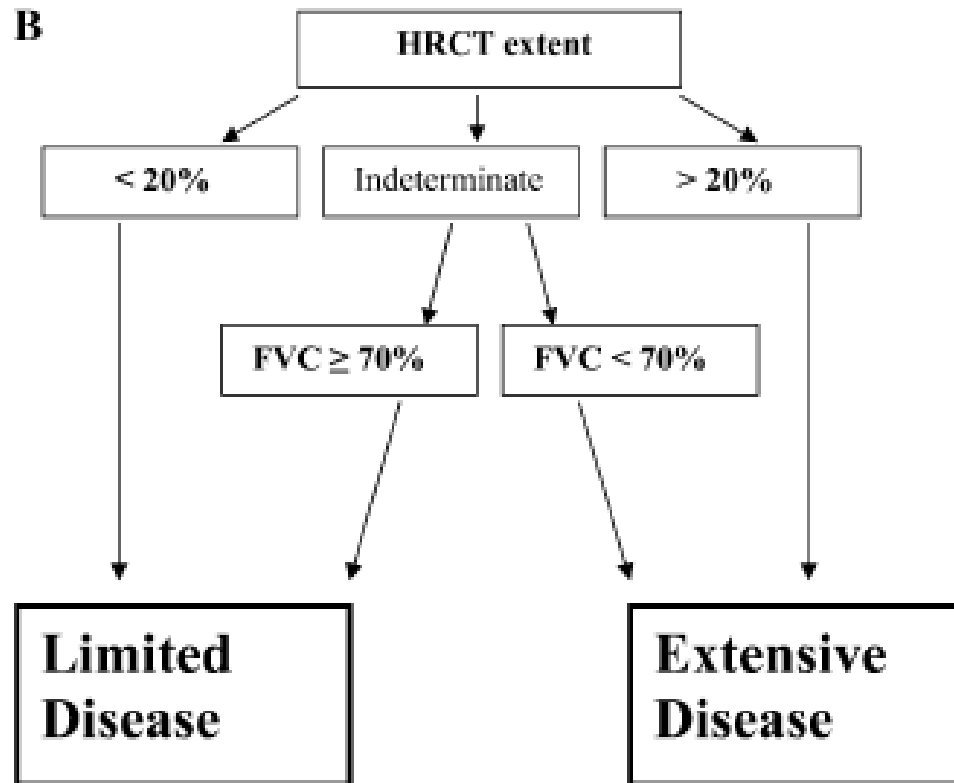 B
HRCT extent
< 20%
Indeterminate
> 20%
FVC ≥ 70%
FVC < 70%
Limited
Disease
Extensive
Disease